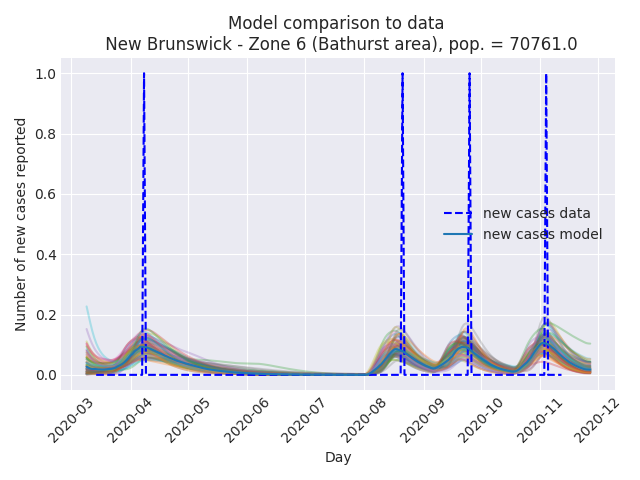 Model comparison to data
New Brunswick - Zone 6 (Bathurst area), pop. = 70761.0
Number of new cases reported
1.0
0.8
0.6
0.4
0.2
0.0
new cases data
new cases model
2020-03
2020-04
2020-05
2020-06
2020-07
2020-08
2020-09
2020-10
2020-11
2020-12
Day